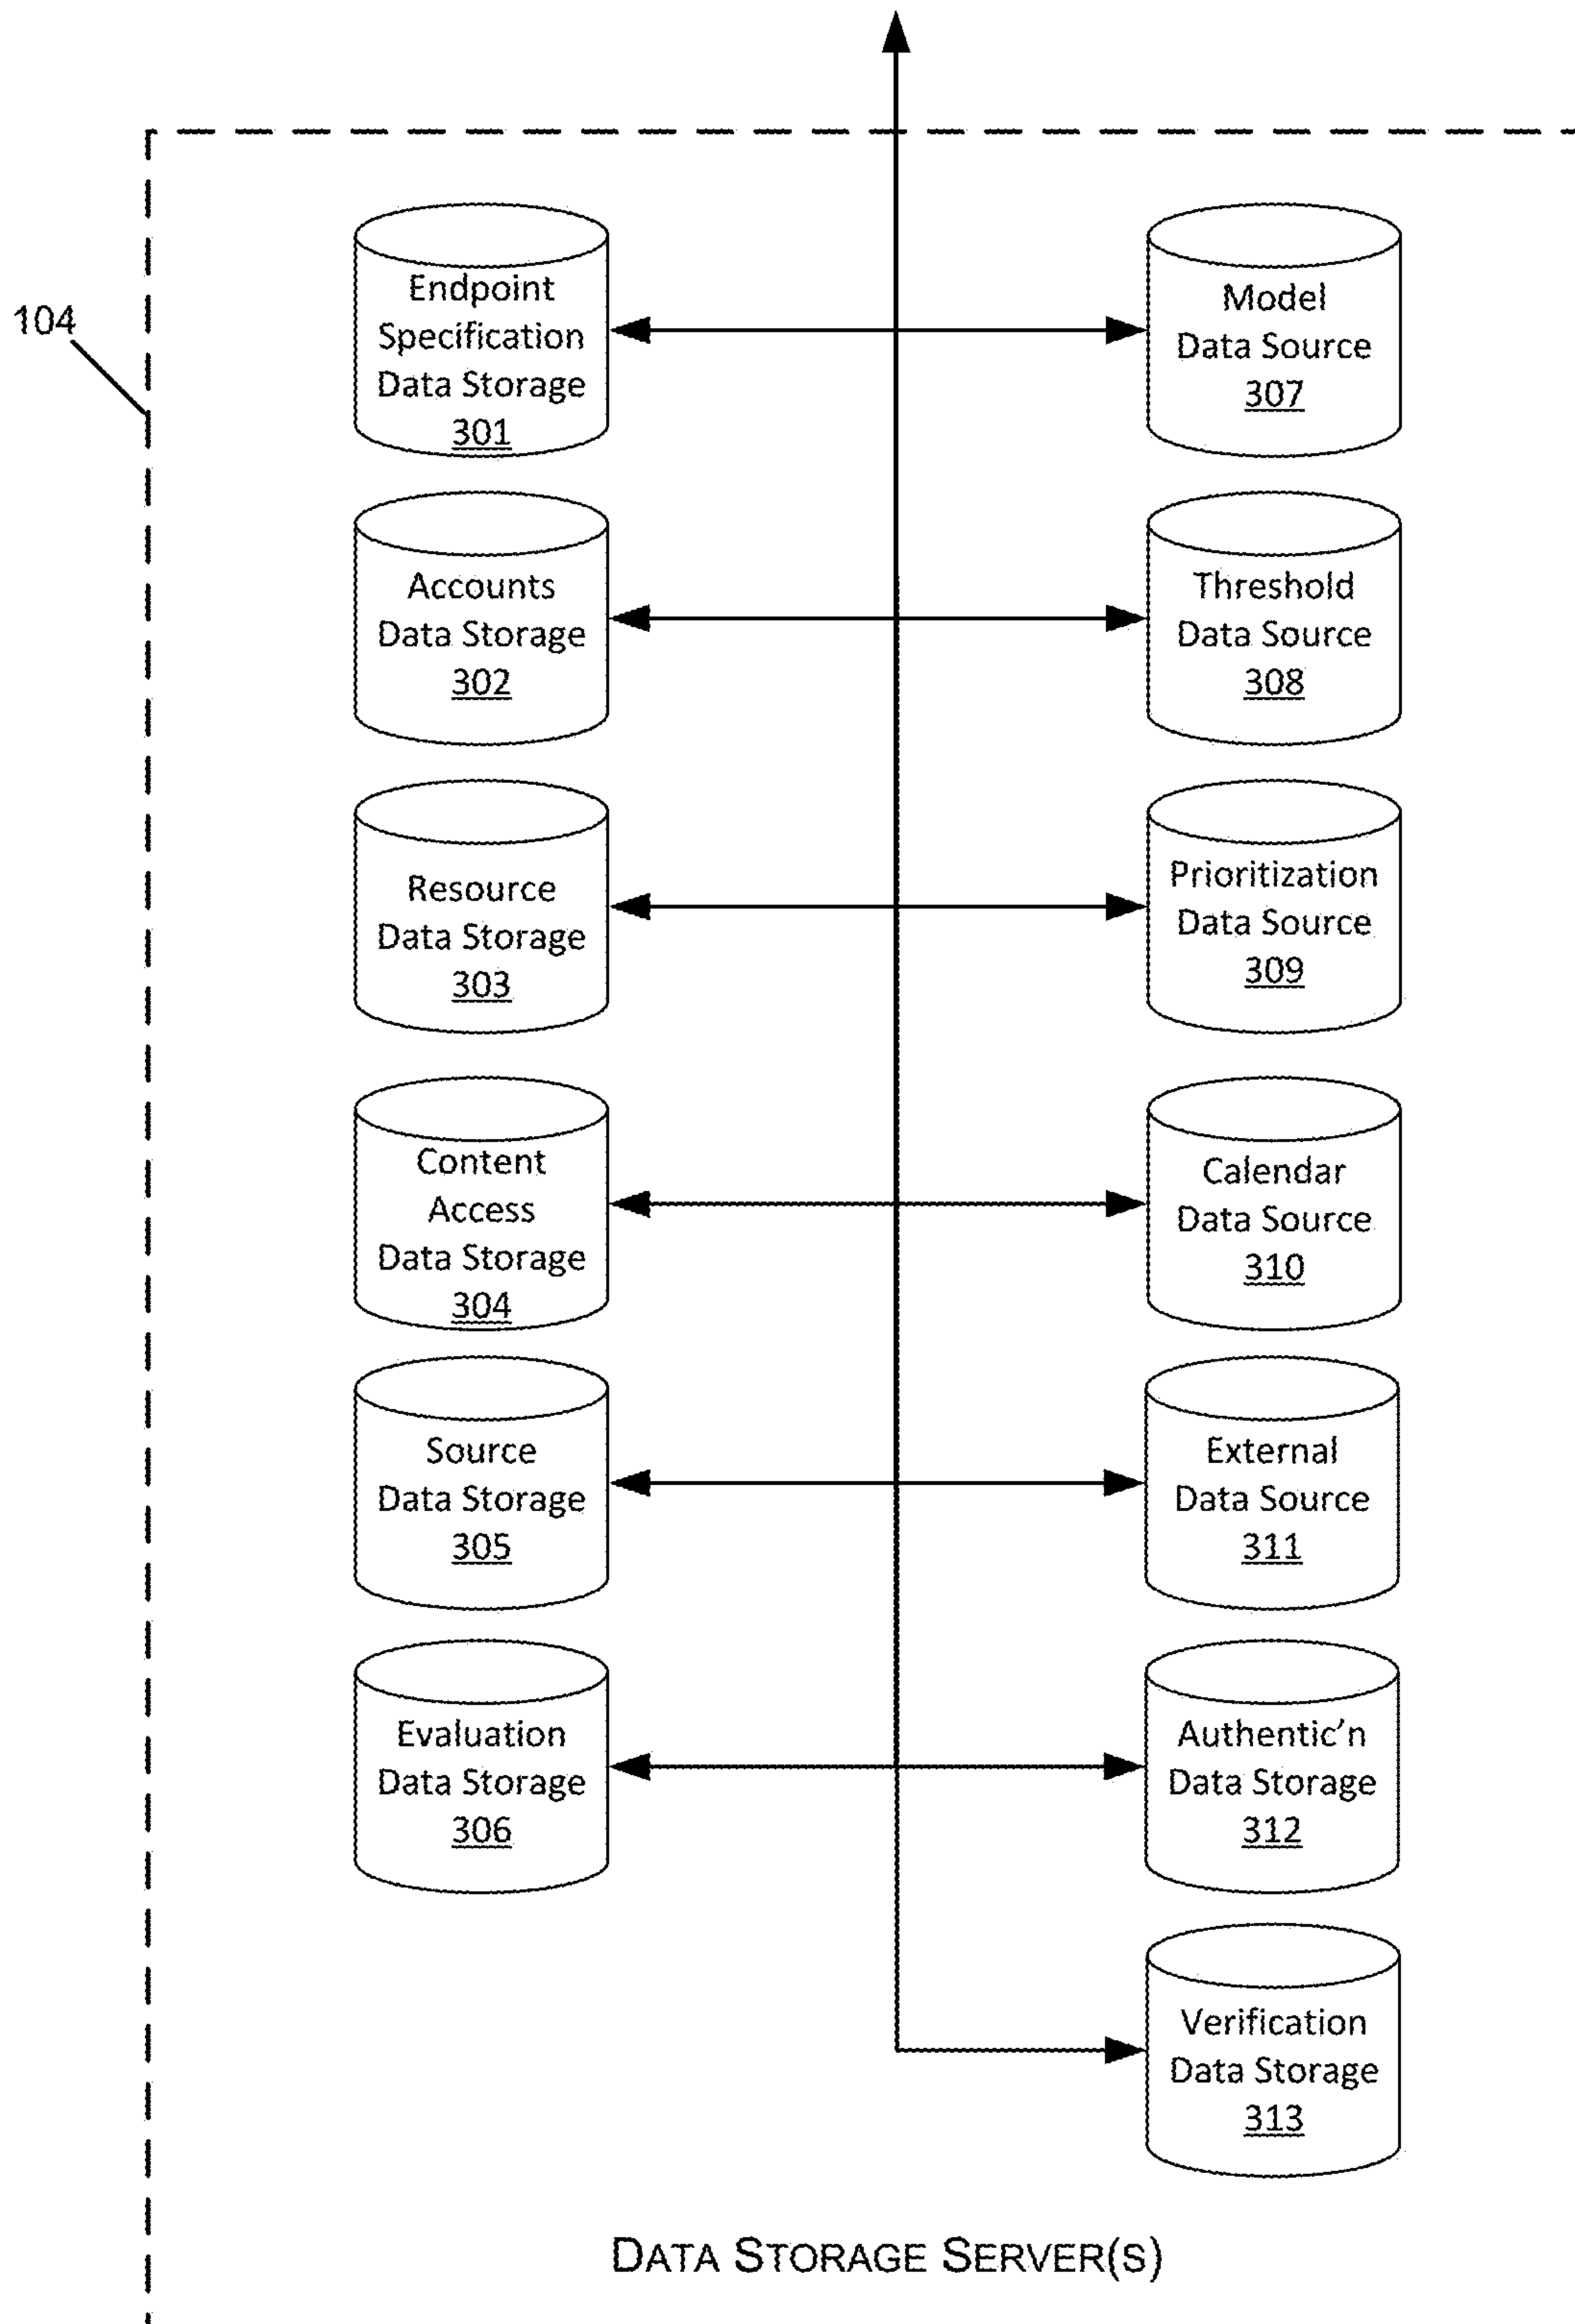 104
Endpoint
Specification
Data Storage
301
Accounts
Data Storage
302
Resource
Data Storage
303
Content
Access
Data Storage
304
Source
Data Storage
305
Evaluation
Data Storage
306
Model
Data Source
307
Threshold
Data Source
308
Prioritization
Data Source
309
Calendar
Data Source
310
External
Data Source
311
Authentic’n
Data Storage
312
Verification
Data Storage
313
DATA STORAGE SERVER(S)